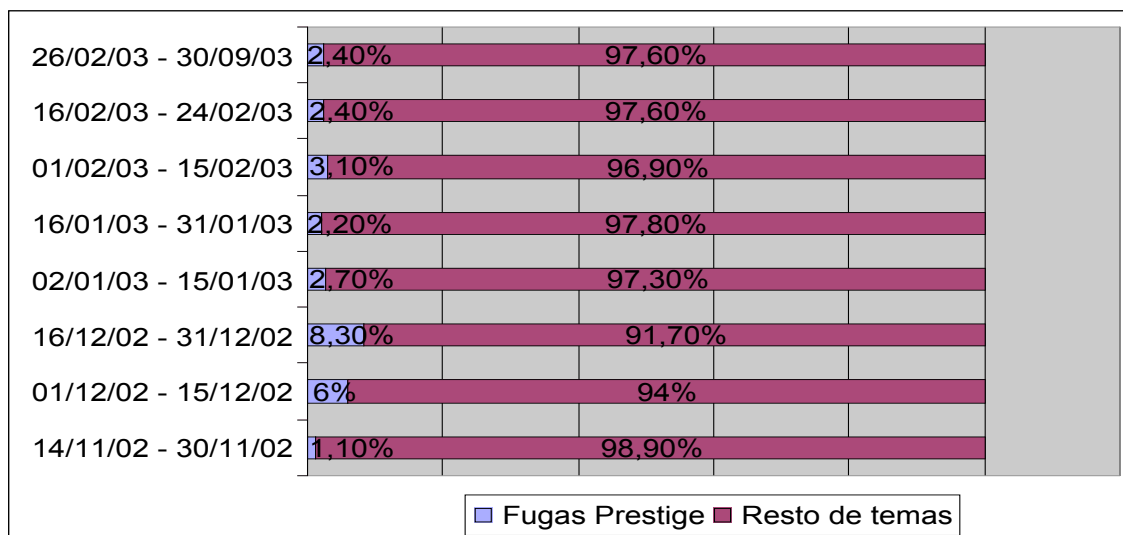 26/02/03 - 30/09/03 2,40% 97,60%
16/02/03 - 24/02/03 2,40% 97,60%
01/02/03 - 15/02/03 3,10% 96,90%
16/01/03 - 31/01/03 2,20% 97,80%
02/01/03 - 15/01/03 2,70% 97,30%
16/12/02 - 31/12/02 8,30% 91,70%
01/12/02 - 15/12/02 6% 94%
14/11/02 - 30/11/02 1,10% 98,90%
Fugas Prestige Resto de temas